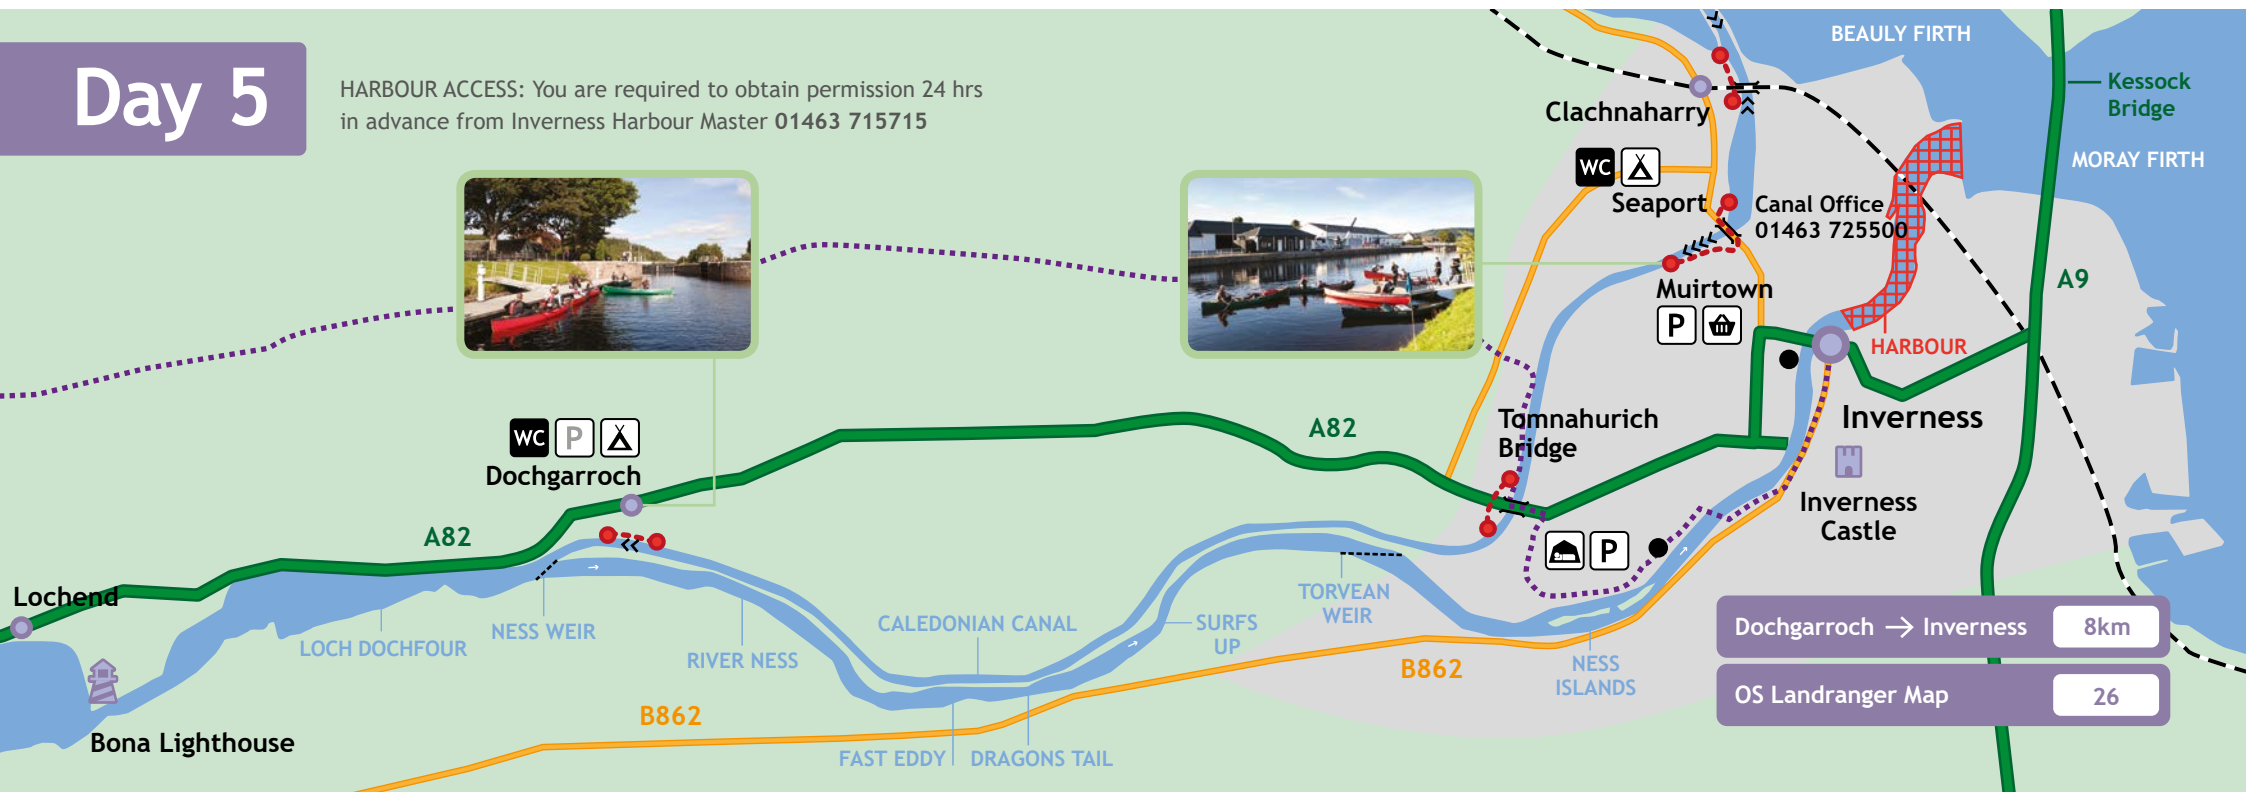 Day 5
HARBOUR ACCESS: You are required to obtain permission 24 hrs
in advance from Inverness Harbour Master 01463 715715
BEAULY FIRTH
Kessock
Bridge
MORAY FIRTH
Clachnaharry
WC
Seaport
Canal Office
01463 725500
A9
Muirtown
P
HARBOUR
Inverness
Tomnahurich
Bridge
A82
WC P
Dochgarroch
Inverness
Castle
A82
P
Lochend
LOCH DOCHFOUR
NESS WEIR
RIVER NESS
CALEDONIAN CANAL
SURFS
UP
TORVEAN
WEIR
NESS
ISLANDS
B862
B862
Bona Lighthouse
FAST EDDY
DRAGONS TAIL
Dochgarroch → Inverness 8km
OS Landranger Map 26